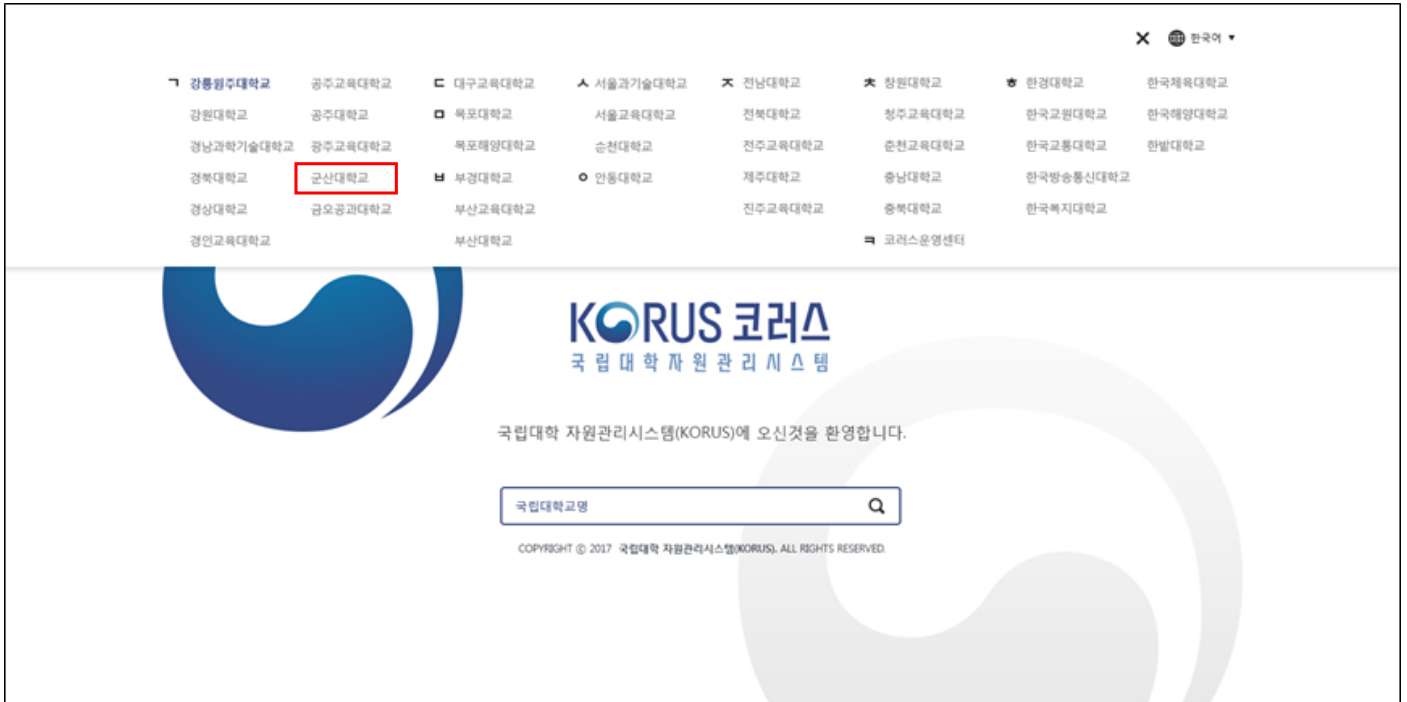 한국어 ▼
ㄱ 강릉원주대학교 공주교육대학교 ㄷ 대구교육대학교 ㅅ 서울과기술대학교 ㅈ 전남대학교 ㅊ 창원대학교 ㅎ 한경대학교 한국체육대학교
강원대학교 공주대학교 ㅁ 목포대학교 서울교육대학교 전북대학교 청주교육대학교 한국교원대학교 한국해양대학교
경남과학기술대학교 광주교육대학교 목포해양대학교 순천대학교 전주교육대학교 춘천교육대학교 한국교통대학교 한밭대학교
경북대학교 군산대학교 ㅂ 부경대학교 ㅇ 안동대학교 제주대학교 충남대학교 한국방송통신대학교
경상대학교 금오공과대학교 부산교육대학교 진주교육대학교 충북대학교 한국복지대학교
경인교육대학교 부산대학교 ㅋ 코러스운영센터
KORUS 코러스
국립대학자원관리시스템
국립대학 자원관리시스템(KORUS)에 오신것을 환영합니다.
국립대학교명
COPYRIGHT ⓒ 2017 국립대학 자원관리시스템(KORUS). ALL RIGHTS RESERVED.